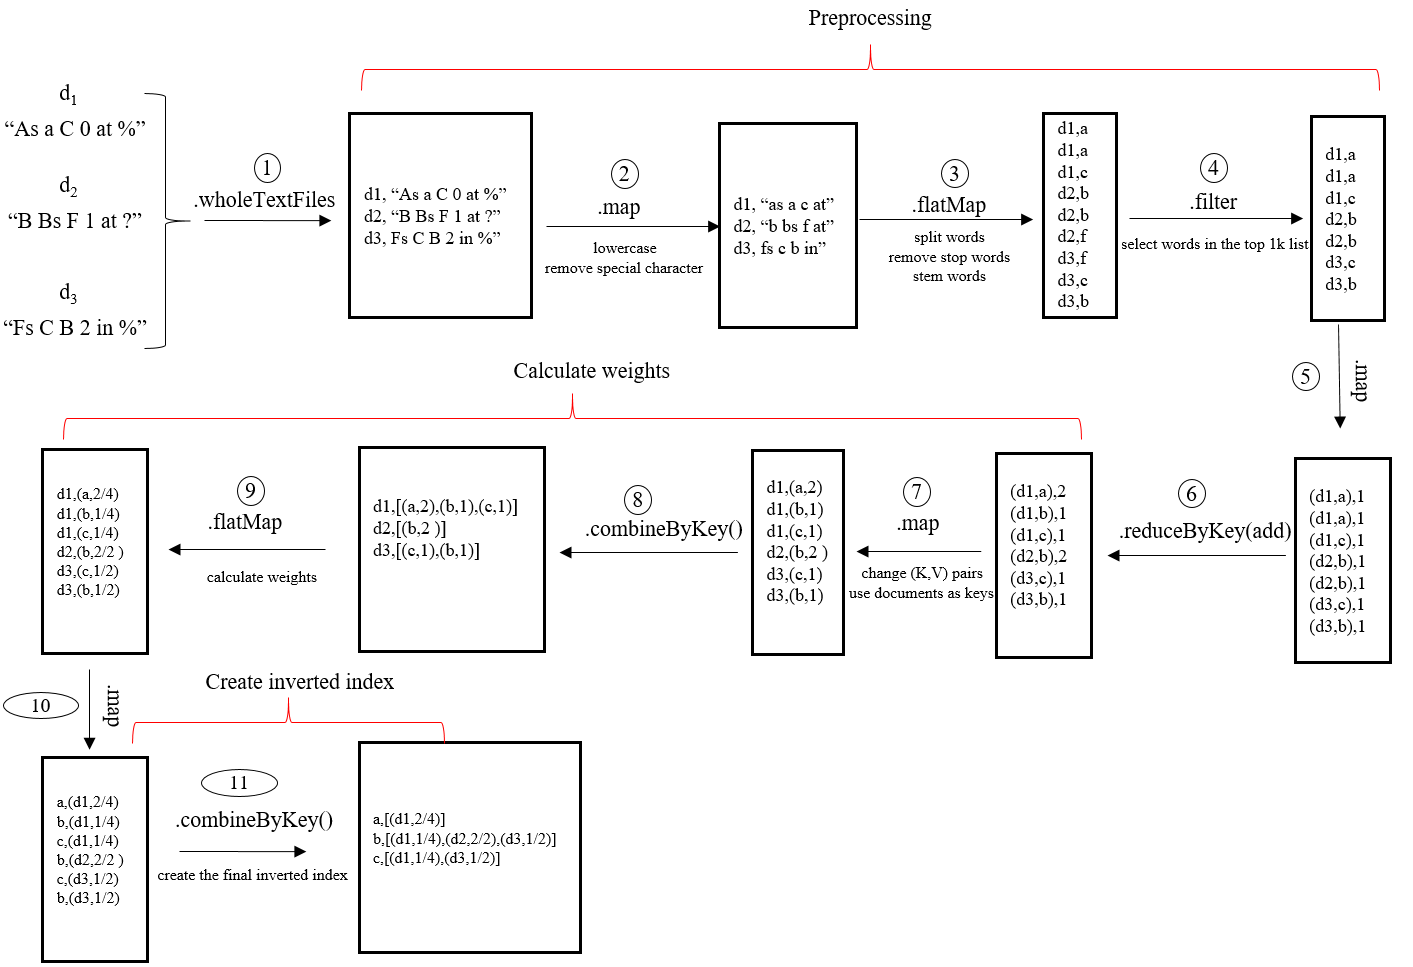 Preprocessing
d1
“As a C 0 at %”
d2
“B Bs F 1 at ?”
d3
“Fs C B 2 in %”
1
.wholeTextFiles
d1, “As a C 0 at %”
d2, “B Bs F 1 at ?”
d3, Fs C B 2 in %”
2
.map
lowercase
remove special character
d1, “as a c at”
d2, “b bs f at”
d3, fs c b in”
3
.flatMap
split words
remove stop words
stem words
d1,a
d1,a
d1,c
d2,b
d2,b
d2,f
d3,f
d3,c
d3,b
4
.filter
select words in the top 1k list
d1,a
d1,a
d1,c
d2,b
d2,b
d3,c
d3,b
5
.map
(d1,a),1
(d1,a),1
(d1,c),1
(d2,b),1
(d2,b),1
(d3,c),1
(d3,b),1
6
.reduceByKey(add)
Calculate weights
(d1,a),2
(d1,b),1
(d1,c),1
(d2,b),2
(d3,c),1
(d3,b),1
7
.map
change (K,V) pairs
use documents as keys
d1,(a,2)
d1,(b,1)
d1,(c,1)
d2,(b,2 )
d3,(c,1)
d3,(b,1)
8
.combineByKey()
d1,[(a,2),(b,1),(c,1)]
d2,[(b,2 )]
d3,[(c,1),(b,1)]
9
.flatMap
calculate weights
d1,(a,2/4)
d1,(b,1/4)
d1,(c,1/4)
d2,(b,2/2 )
d3,(c,1/2)
d3,(b,1/2)
10
.map
Create inverted index
a,(d1,2/4)
b,(d1,1/4)
c,(d1,1/4)
b,(d2,2/2 )
c,(d3,1/2)
b,(d3,1/2)
11
.combineByKey()
create the final inverted index
a,[(d1,2/4)]
b,[(d1,1/4),(d2,2/2),(d3,1/2)]
c,[(d1,1/4),(d3,1/2)]